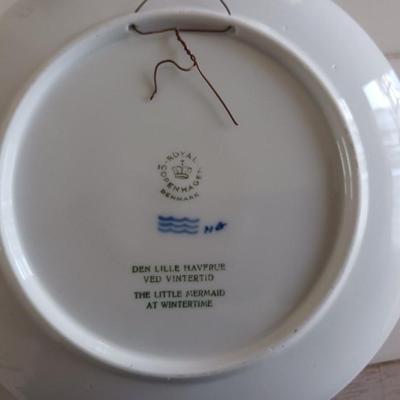 ROYAL
COPENHAGEN
DENMARK
DEN LILLE HAVFRUE
VED VINTERTID
THE LITTLE MERMAID
AT WINTERTIME